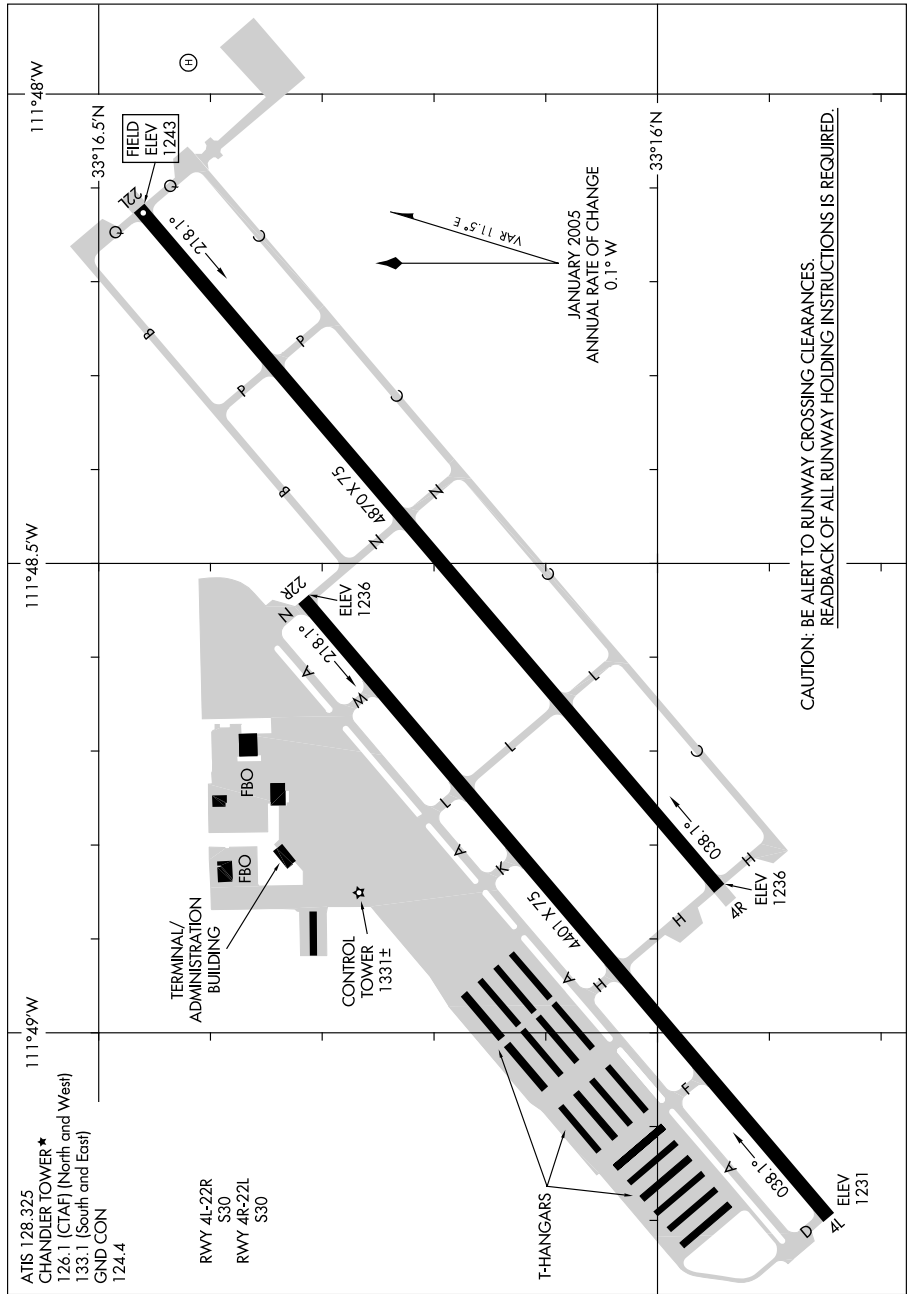 ATIS 128.325
CHANDLER TOWER★
126.1 (CTAF) (North and West)
133.1 (South and East)
GND CON
124.4
RWY 4L-22R
S30
RWY 4R-22L
S30
111°49'W
111°48.5'W
111°48'W
33°16.5'N
33°16'N
FIELD
ELEV
1243
22L
218.1°
Q
Q
H
B
B
C
C
C
C
P
P
N
N
N
4870 X 75
VAR 11.5° E
JANUARY 2005
ANNUAL RATE OF CHANGE
0.1° W
22R
ELEV
1236
218.1°
A
M
L
L
L
A
K
4401 X 75
FBO
FBO
TERMINAL/
ADMINISTRATION
BUILDING
CONTROL
TOWER
1331±
T-HANGARS
A
H
H
H
038.1°
4R
ELEV
1236
F
A
038.1°
D
4L
ELEV
1231
CAUTION: BE ALERT TO RUNWAY CROSSING CLEARANCES.
READBACK OF ALL RUNWAY HOLDING INSTRUCTIONS IS REQUIRED.